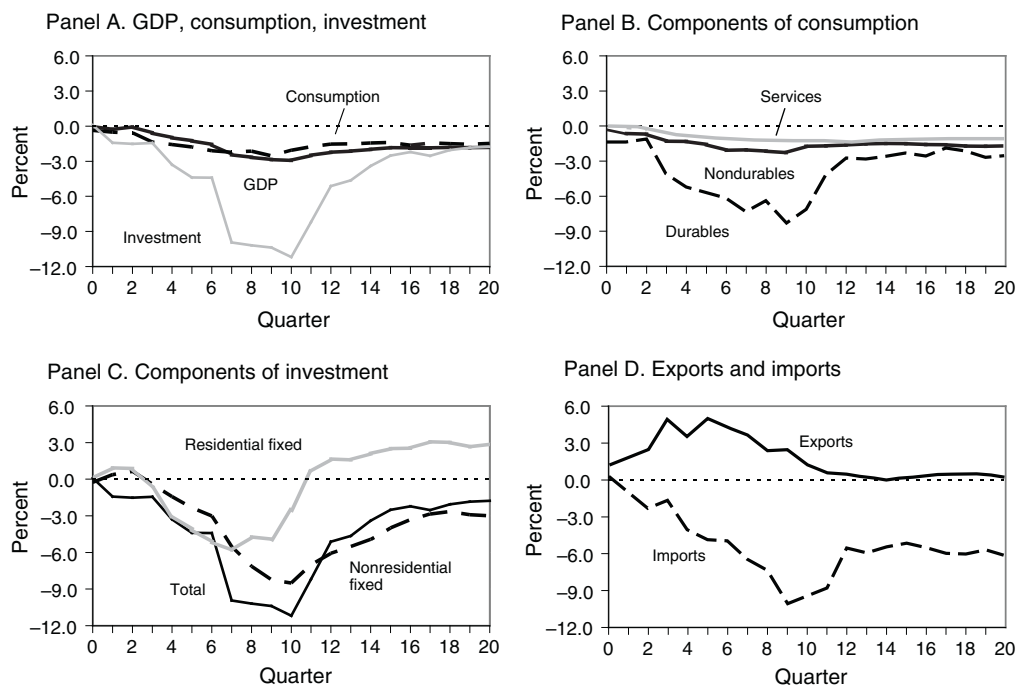 Panel A. GDP, consumption, investment
6.0
3.0
0.0
–3.0
–6.0
–9.0
–12.0
Percent
Consumption
GDP
Investment
0 2 4 6 8 10 12 14 16 18 20
Quarter
Panel B. Components of consumption
6.0
3.0
0.0
–3.0
–6.0
–9.0
–12.0
Percent
Services
Nondurables
Durables
0 2 4 6 8 10 12 14 16 18 20
Quarter
Panel C. Components of investment
6.0
3.0
0.0
–3.0
–6.0
–9.0
–12.0
Percent
Residential fixed
Total
Nonresidential
fixed
0 2 4 6 8 10 12 14 16 18 20
Quarter
Panel D. Exports and imports
6.0
3.0
0.0
–3.0
–6.0
–9.0
–12.0
Percent
Exports
Imports
0 2 4 6 8 10 12 14 16 18 20
Quarter